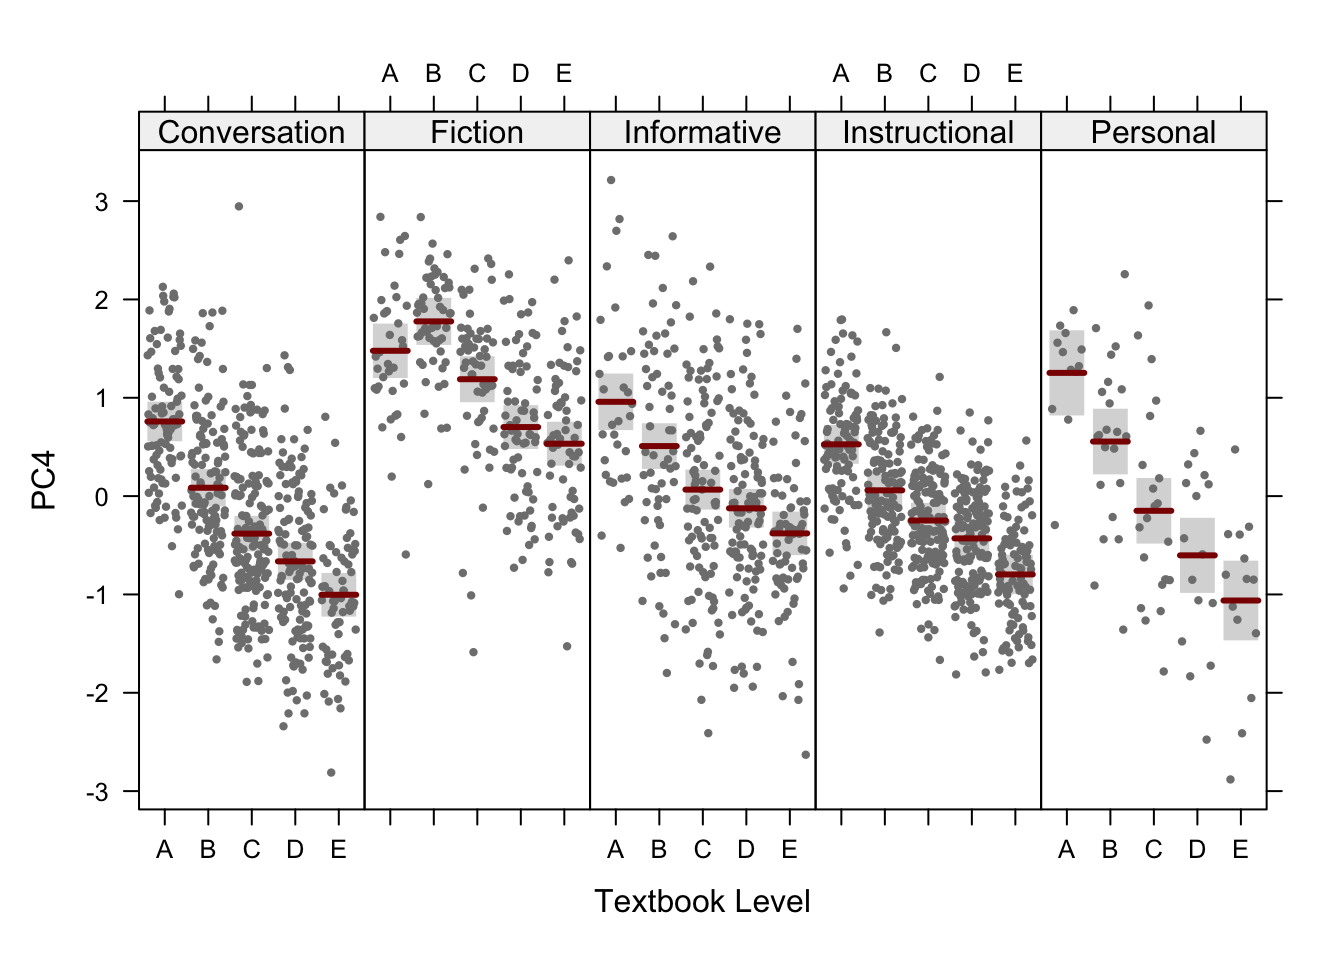 A B C D E A B C D E
Conversation Fiction Informative Instructional Personal
3
2
1
0
-1
-2
-3
PC4
A B C D E A B C D E A B C D E
Textbook Level